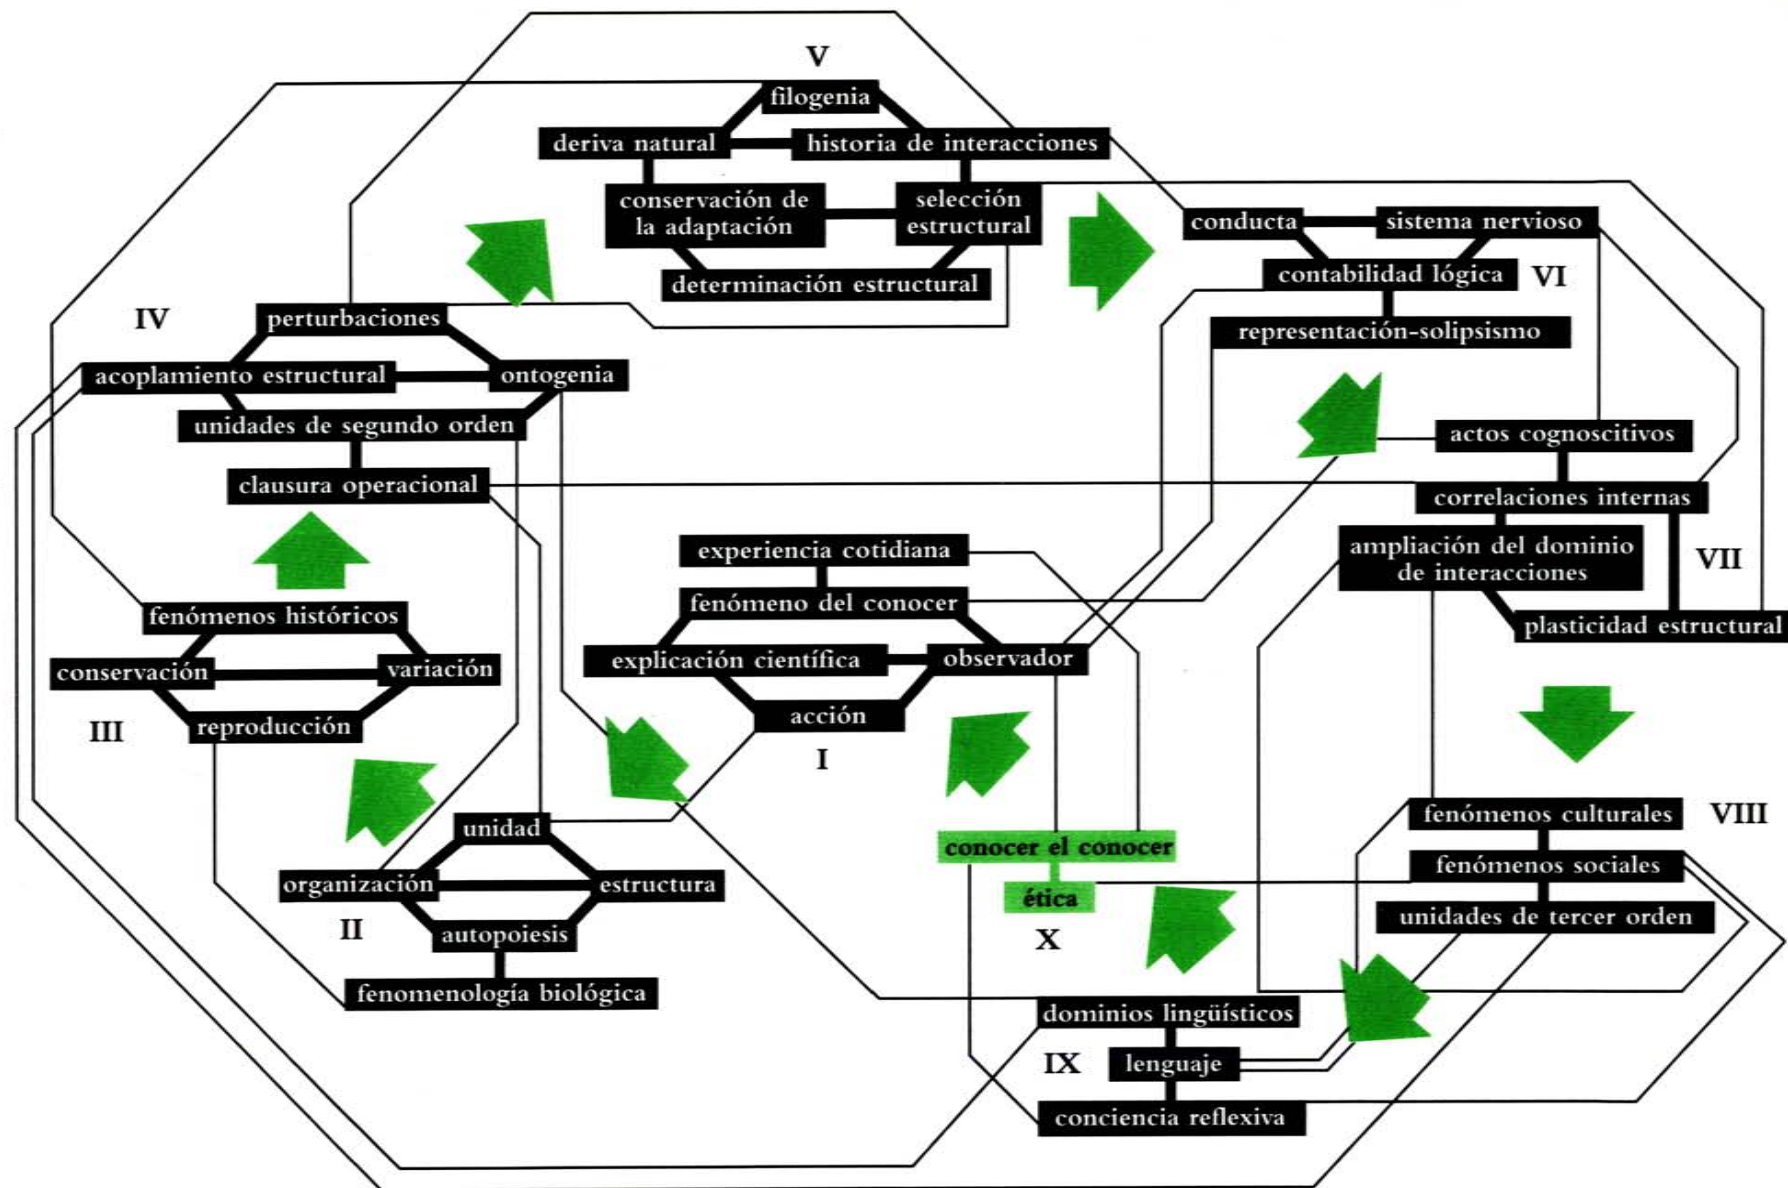 V
filogenia
deriva natural
historia de interacciones
conservación de
la adaptación
selección
estructural
determinación estructural
conducta
sistema nervioso
contabilidad lógica
VI
representación-solipsismo
IV
perturbaciones
acoplamiento estructural
ontogenia
unidades de segundo orden
clausura operacional
actos cognoscitivos
correlaciones internas
ampliación del dominio
de interacciones
VII
plasticidad estructural
experiencia cotidiana
fenómeno del conocer
explicación científica
observador
acción
I
fenómenos históricos
conservación
variación
III
reproducción
unidad
organización
estructura
II
autopoiesis
fenomenología biológica
conocer el conocer
ética
X
fenómenos culturales
VIII
fenómenos sociales
unidades de tercer orden
dominios lingüísticos
IX
lenguaje
conciencia reflexiva